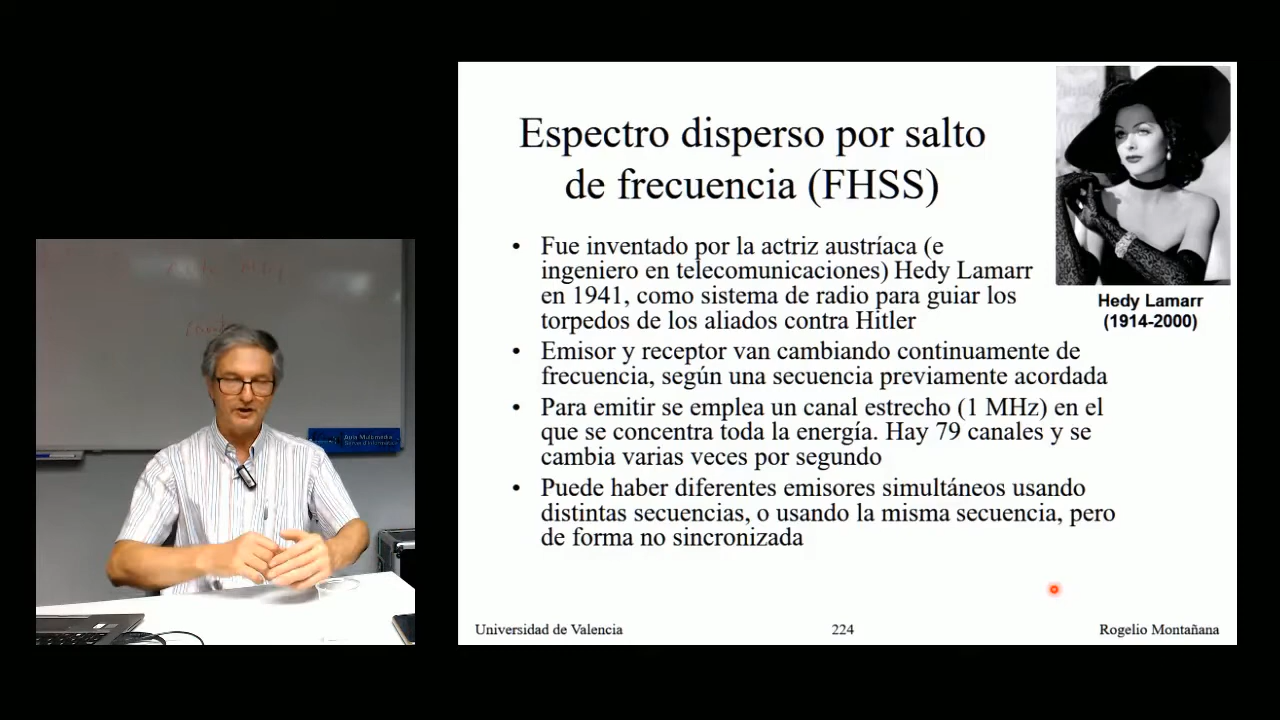 Espectro disperso por salto
de frecuencia (FHSS)
• Fue inventado por la actriz austríaca (e
ingeniero en telecomunicaciones) Hedy Lamarr
en 1941, como sistema de radio para guiar los
torpedos de los aliados contra Hitler
• Emisor y receptor van cambiando continuamente de
frecuencia, según una secuencia previamente acordada
• Para emitir se emplea un canal estrecho (1 MHz) en el
que se concentra toda la energía. Hay 79 canales y se
cambia varias veces por segundo
• Puede haber diferentes emisores simultáneos usando
distintas secuencias, o usando la misma secuencia, pero
de forma no sincronizada
Hedy Lamarr
(1914-2000)
Universidad de Valencia
224
Rogelio Montañana
Aula Multimedia